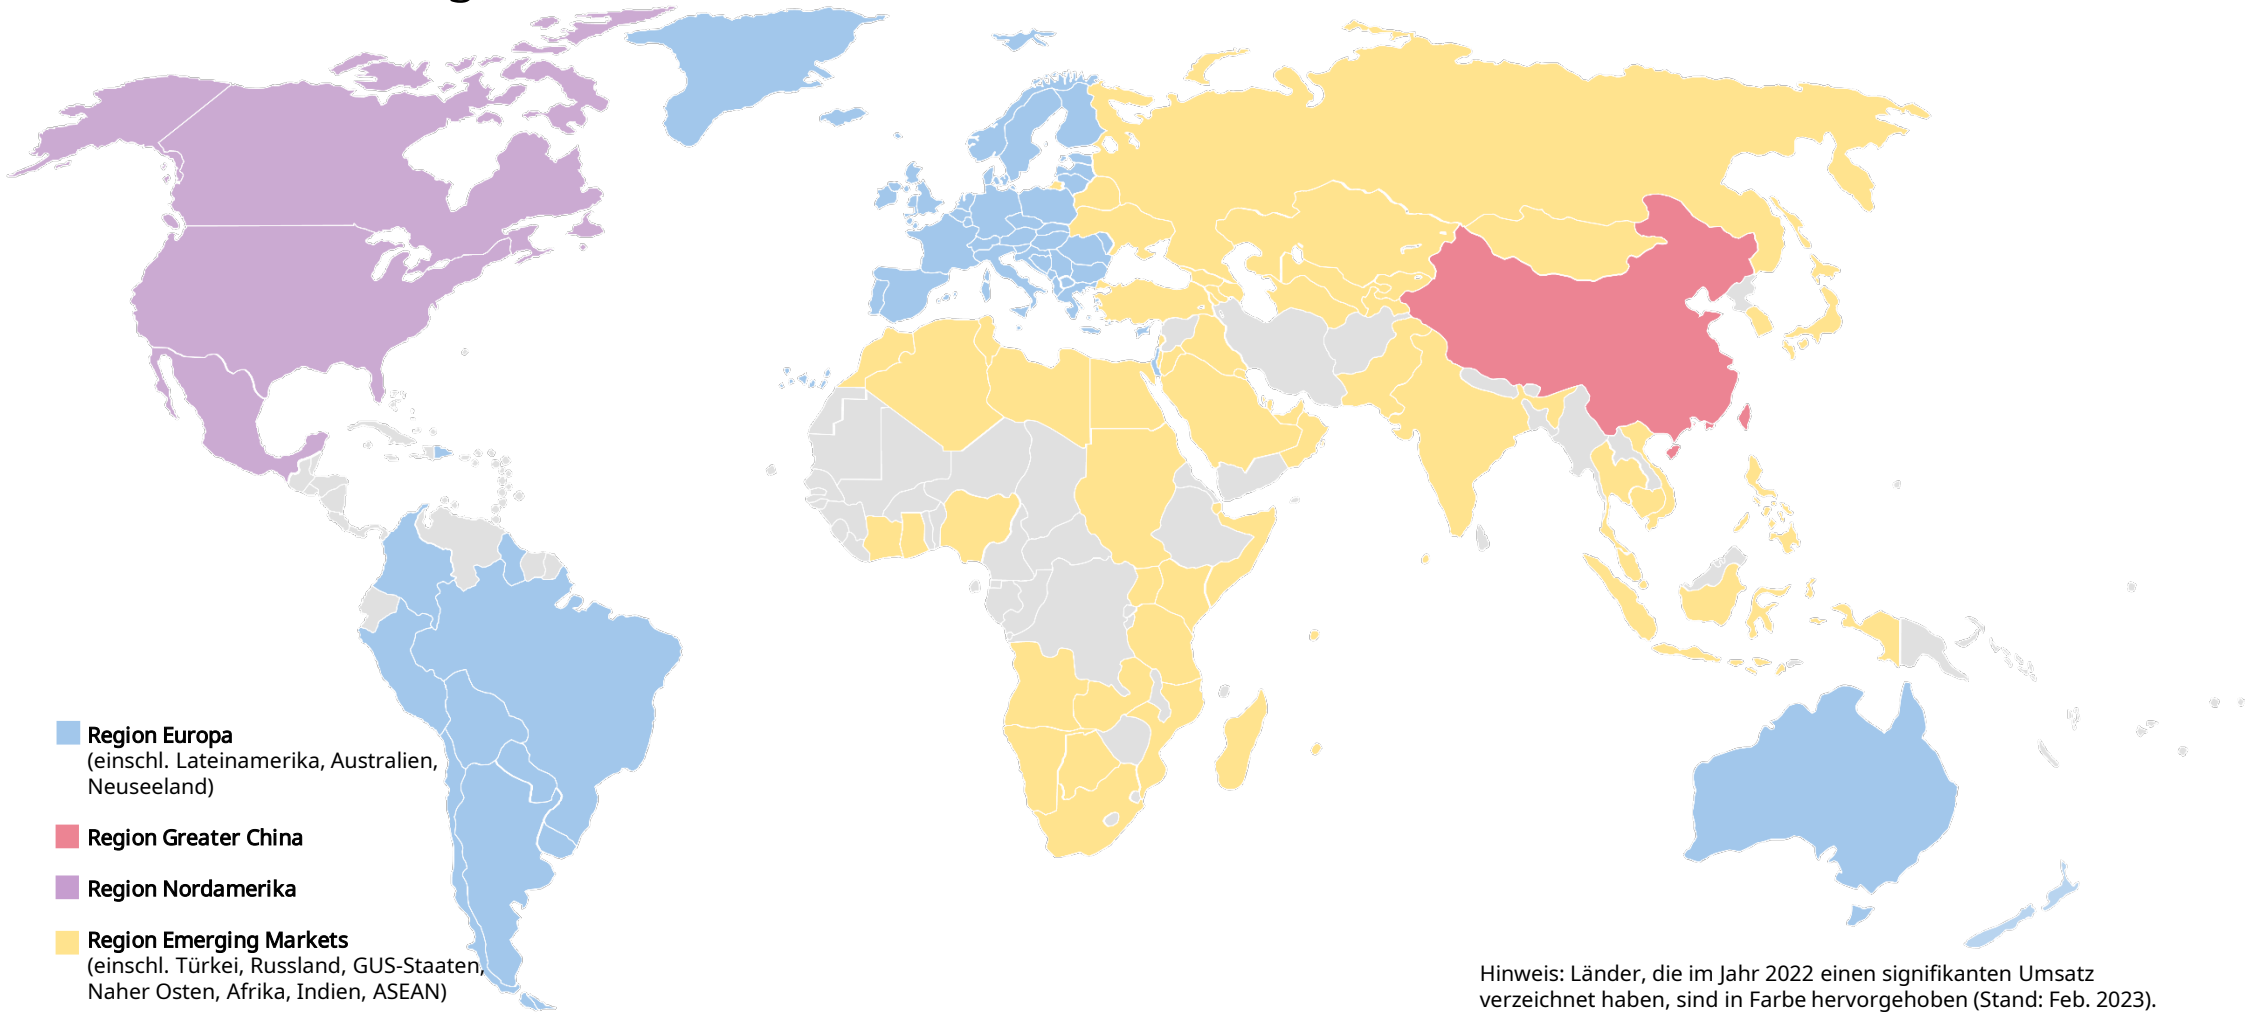 Region Europa
(einschl. Lateinamerika, Australien,
Neuseeland)
Region Greater China
Region Nordamerika
Region Emerging Markets
(einschl. Türkei, Russland, GUS-Staaten,
Naher Osten, Afrika, Indien, ASEAN)
Hinweis: Länder, die im Jahr 2022 einen signifikanten Umsatz
verzeichnet haben, sind in Farbe hervorgehoben (Stand: Feb. 2023).